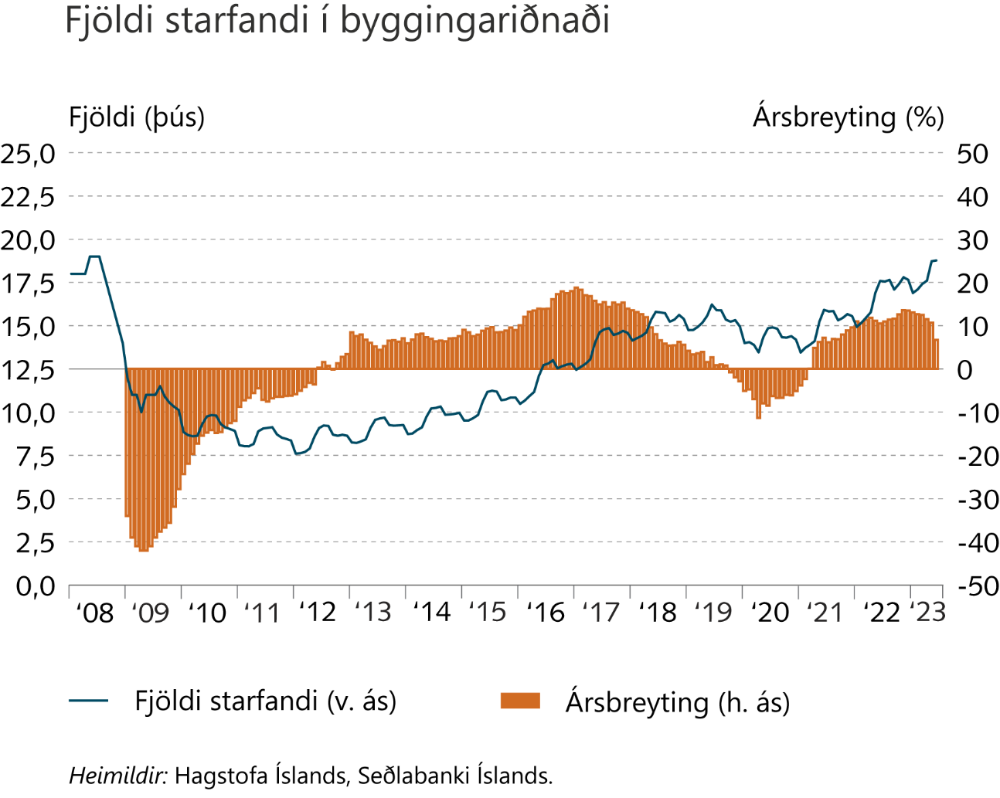 Fjöldi starfandi í byggingariðnaði
Fjöldi (þús) Ársbreyting (%)
25,0 50
22,5 40
20,0 30
17,5 20
15,0 10
12,5 0
10,0 -10
7,5 -20
5,0 -30
2,5 -40
0,0 -50
‘08 ‘09 ‘10 ‘11 ‘12 ‘13 ‘14 ‘15 ‘16 ‘17 ‘18 ‘19 ‘20 ‘21 ‘22 ‘23
Fjöldi starfandi (v. ás) Ársbreyting (h. ás)
Heimildir: Hagstofa Íslands, Seðlabanki Íslands.